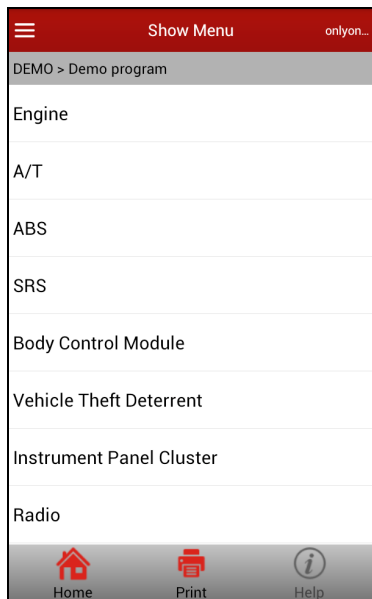 Show Menu onlyon...
DEMO > Demo program
Engine
A/T
ABS
SRS
Body Control Module
Vehicle Theft Deterrent
Instrument Panel Cluster
Radio
Home Print Help